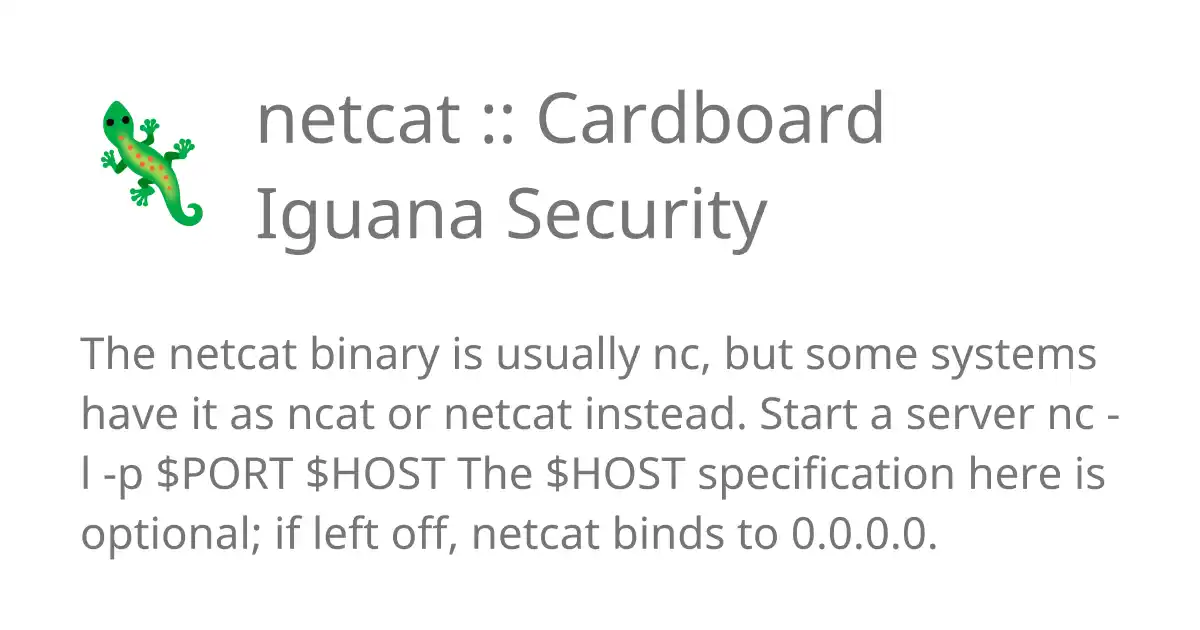 netcat :: Cardboard
Iguana Security
The netcat binary is usually nc, but some systems
have it as ncat or netcat instead. Start a server nc -
l -p $PORT $HOST The $HOST specification here is
optional; if left off, netcat binds to 0.0.0.0.